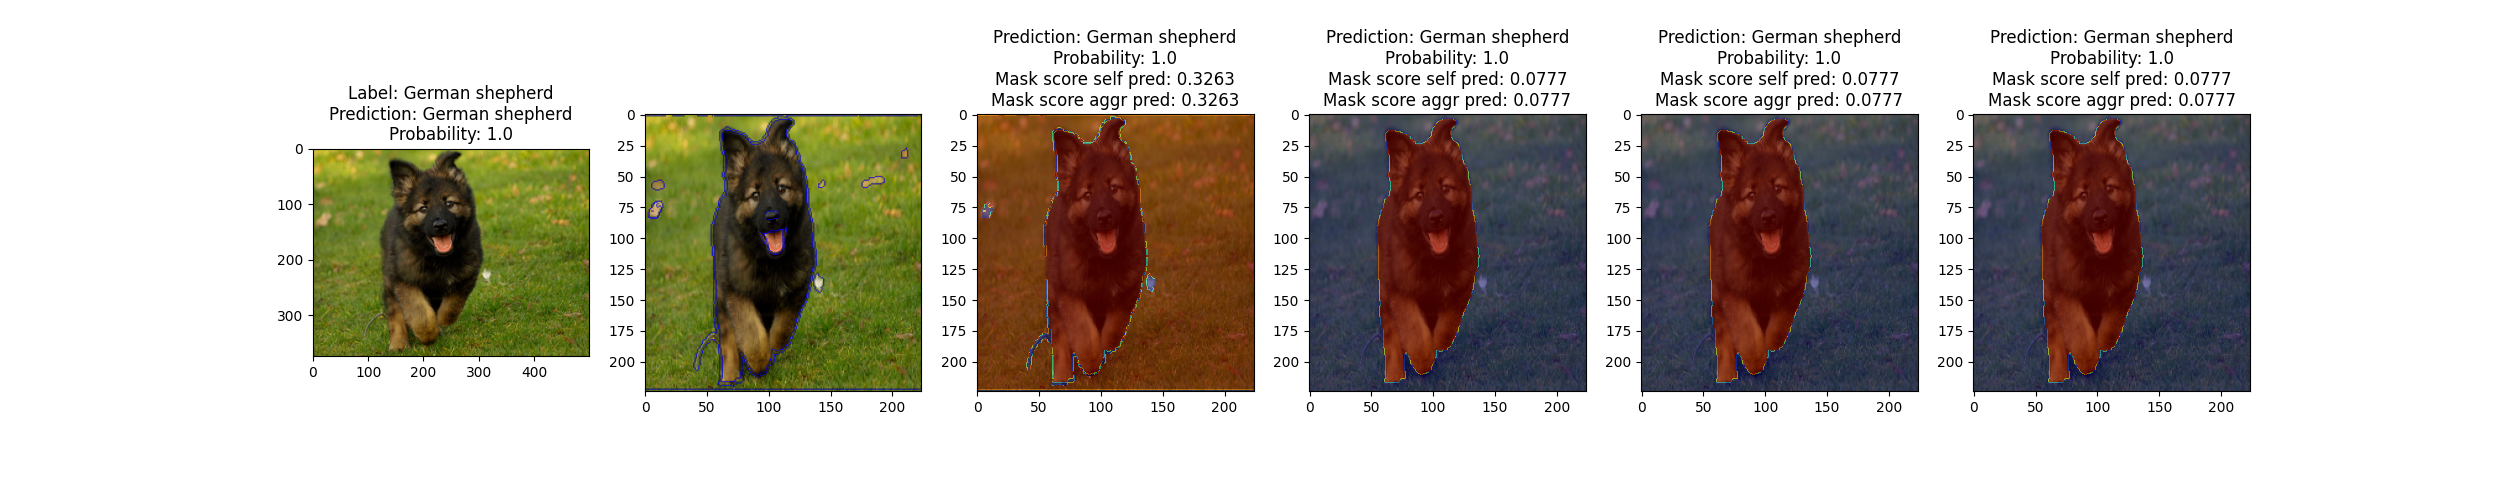 Label: German shepherd
Prediction: German shepherd
Probability: 1.0
0
100
200
300
0 100 200 300 400
0
25
50
75
100
125
150
175
200
0 50 100 150 200
Prediction: German shepherd
Probability: 1.0
Mask score self pred: 0.3263
Mask score aggr pred: 0.3263
0
25
50
75
100
125
150
175
200
0 50 100 150 200
Prediction: German shepherd
Probability: 1.0
Mask score self pred: 0.0777
Mask score aggr pred: 0.0777
0
25
50
75
100
125
150
175
200
0 50 100 150 200
Prediction: German shepherd
Probability: 1.0
Mask score self pred: 0.0777
Mask score aggr pred: 0.0777
0
25
50
75
100
125
150
175
200
0 50 100 150 200
Prediction: German shepherd
Probability: 1.0
Mask score self pred: 0.0777
Mask score aggr pred: 0.0777
0
25
50
75
100
125
150
175
200
0 50 100 150 200